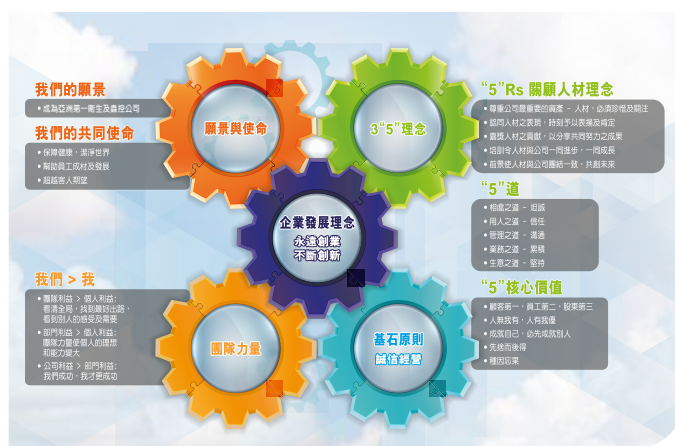 我們的願景
• 成為亞洲第一衛生及蟲控公司
我們的共同使命
• 保障健康，潔淨世界
• 幫助員工成材及發展
• 超越客人期望
願景與使命
3“5”理念
“5”Rs 關顧人材理念
• 尊重公司最重要的資產 - 人材，必須珍惜及關注
• 認同人材之表現，時刻予以表揚及肯定
• 嘉獎人材之貢獻，以分享共同努力之成果
• 培訓令人材與公司一同進步，一同成長
• 留意使人材與公司團結一致，共創未來
“5”道
• 相處之道 - 坦誠
• 用人之道 - 信任
• 管理之道 - 溝通
• 業務之道 - 累積
• 生意之道 - 堅持
企業發展理念
永遠創業
不斷創新
我們 > 我
• 團隊利益 > 個人利益:
看清全局，找到最好出路，
看到別人的感受及需要
• 部門利益 > 個人利益:
團隊力量使個人的理想
和能力變大
• 公司利益 > 部門利益:
我們成功，我才更成功
團隊力量
基石原則
誠信經營
“5”核心價值
• 顧客第一，員工第二，股東第三
• 人無我有，人有我優
• 成就自己，必先成就別人
• 先捨而後得
• 種因忘果